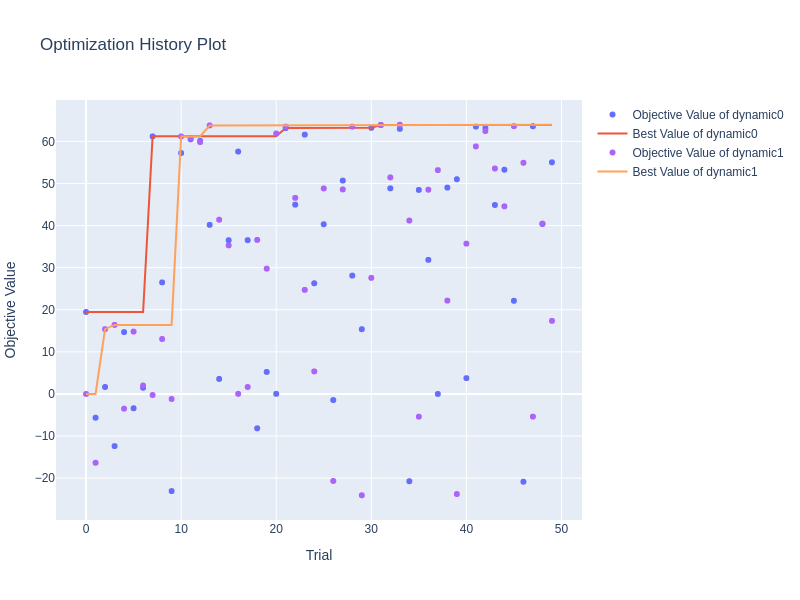 Optimization History Plot
Objective Value of dynamic0
Best Value of dynamic0
Objective Value of dynamic1
Best Value of dynamic1
60
50
40
30
20
10
0
−10
−20
Objective Value
0 10 20 30 40 50
Trial